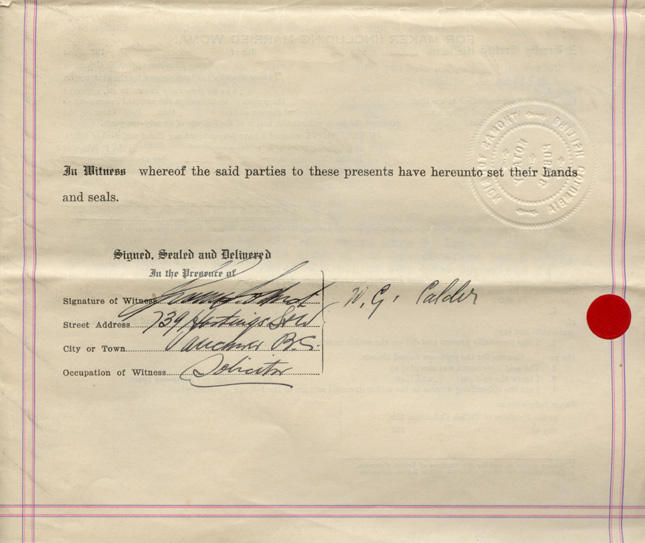 In Witness whereof the said parties to these presents have hereunto set their hands
and seals.
Signed, Sealed and Delivered
In the Presence of
Signature of Witness
W. G. Calder
Street Address 739 Hastings St W
City or Town Vancouver B.C.
Occupation of Witness Solicitor